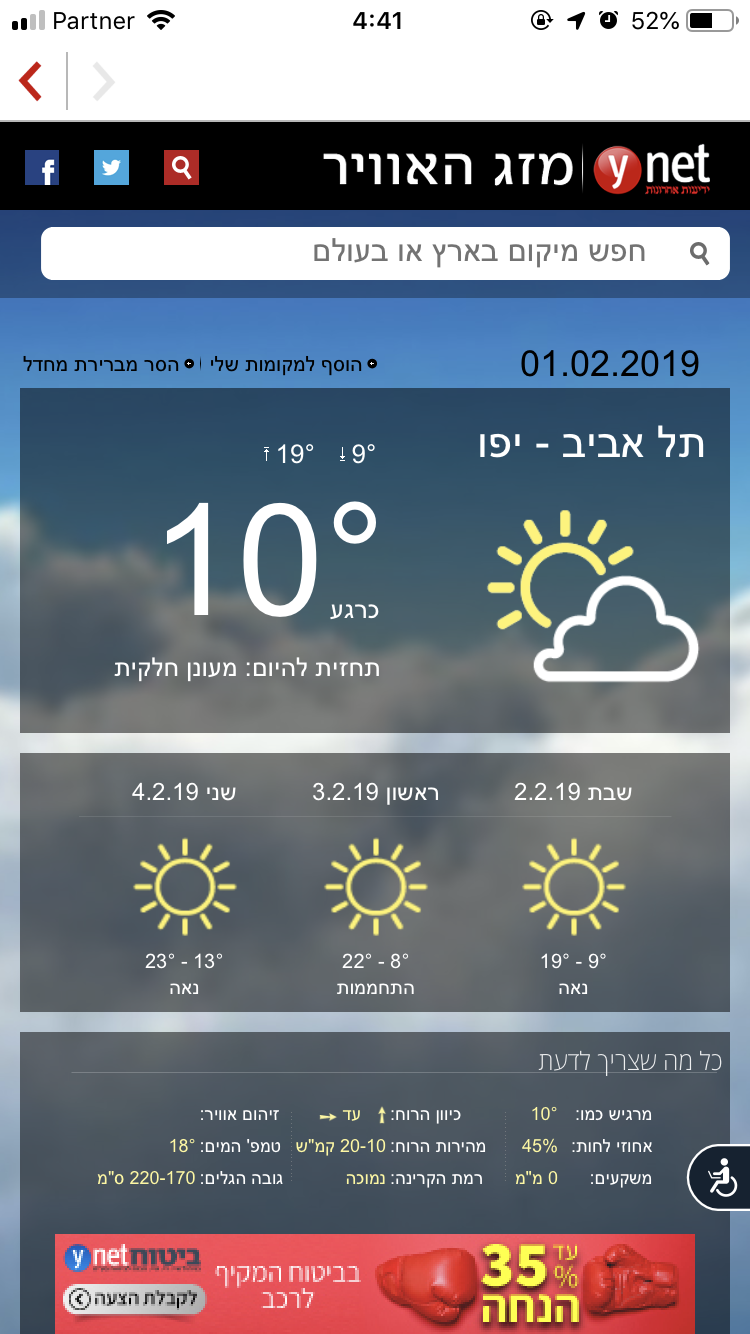 Partner 4:41 52%
מזג האוויר ynet
ידיעות אחרונות
חפש מיקום בארץ או בעולם
01.02.2019
הוסף למקומות שלי | הסר מברירת מחדל
תל אביב - יפו
19° 9°
10°
כרגע
תחזית להיום: מעונן חלקית
שבת 2.2.19 ראשון 3.2.19 שני 4.2.19
9° - 19° 8° - 22° 13° - 23°
נאה התחממות נאה
כל מה שצריך לדעת
מרגיש כמו: 10° כיוון הרוח: עד זיהום אוויר:
אחוזי לחות: 45% מהירות הרוח: 20-10 קמ"ש טמפ' המים: 18°
משקעים: 0 מ"מ רמת הקרינה: נמוכה גובה הגלים: 220-170 ס"מ
עד 35% הנחה
בביטוח המקיף לרכב
ביטוח ynet
לקבלת הצעה